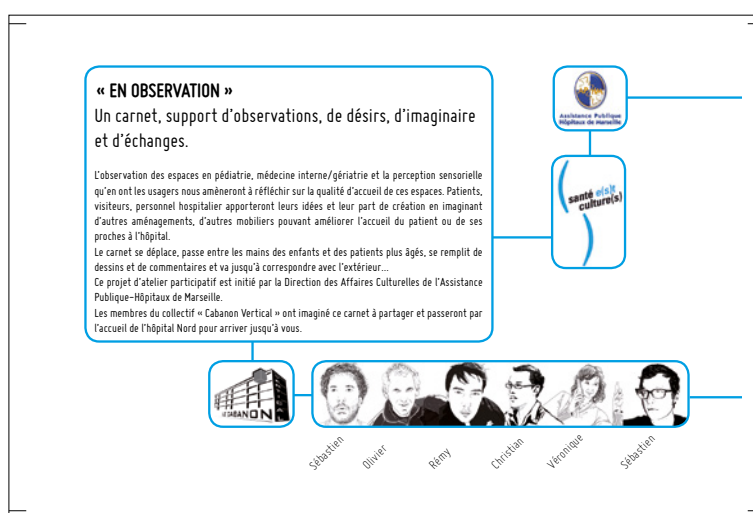 « EN OBSERVATION »
Un carnet, support d'observations, de désirs, d'imaginaire
et d'échanges.
L'observation des espaces en pédiatrie, médecine interne/gériatrie et la perception sensorielle
qu'en ont les usagers nous amèneront à réfléchir sur la qualité d'accueil de ces espaces. Patients,
visiteurs, personnel hospitalier apporteront leurs idées et leur part de création en imaginant
d'autres aménagements, d'autres mobiliers pouvant améliorer l'accueil du patient ou de ses
proches à l'hôpital.
Le carnet se déplace, passe entre les mains des enfants et des patients plus âgés, se remplit de
dessins et de commentaires et va jusqu'à correspondre avec l'extérieur...
Ce projet d'atelier participatif est initié par la Direction des Affaires Culturelles de l'Assistance
Publique-Hôpitaux de Marseille.
Les membres du collectif « Cabanon Vertical » ont imaginé ce carnet à partager et passeront par
l'accueil de l'hôpital Nord pour arriver jusqu'à vous.
Assistance Publique
Hôpitaux de Marseille
santé e(s)t
culture(s)
LE CABANON
Sébastien
Olivier
Rémy
Christian
Véronique
Sébastien